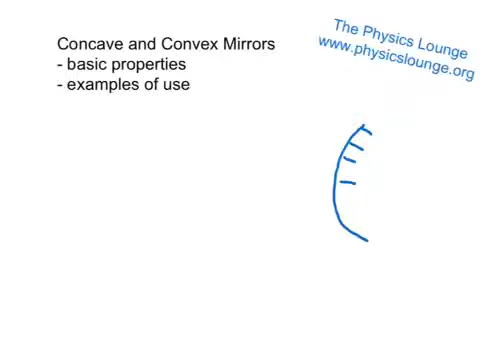 Concave and Convex Mirrors
- basic properties
- examples of use
The Physics Lounge
www.physicslounge.org